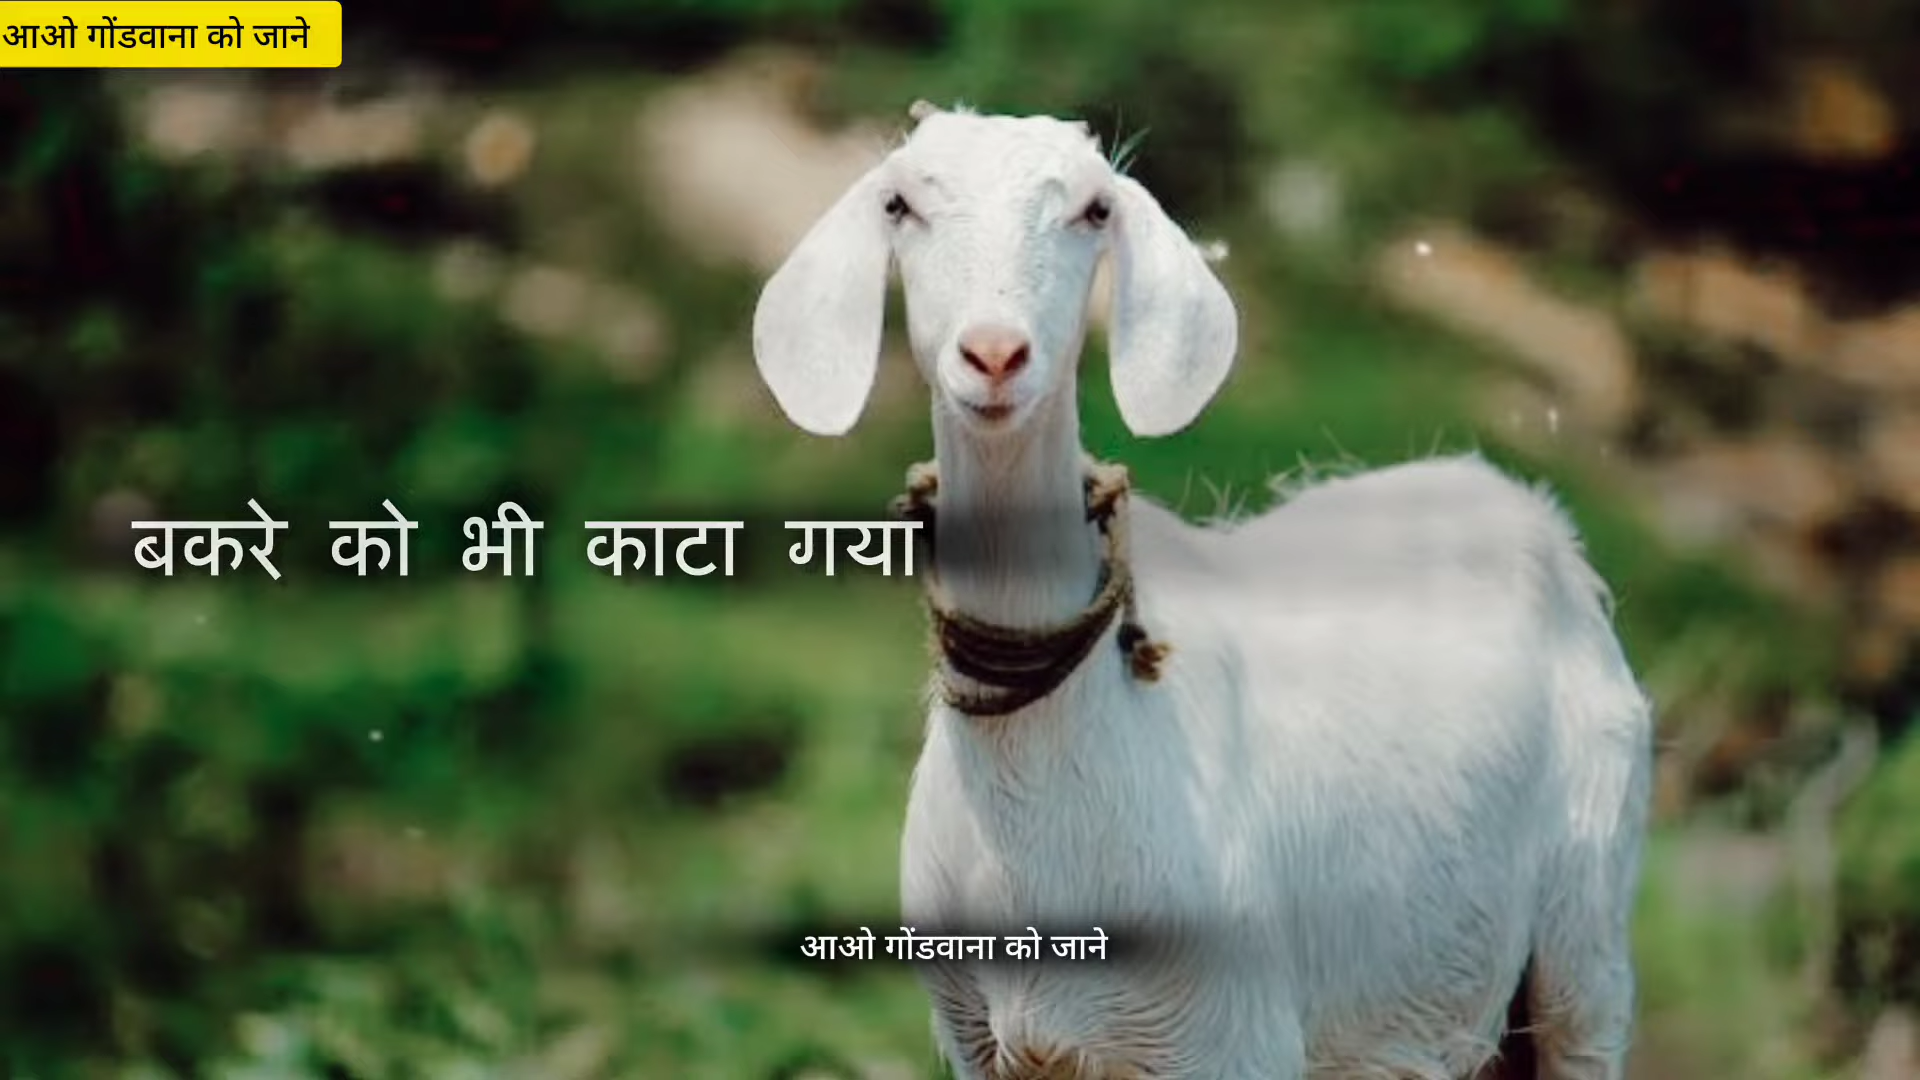 आओ गोंडवाना को जाने
बकरे को भी काटा गया
आओ गोंडवाना को जाने